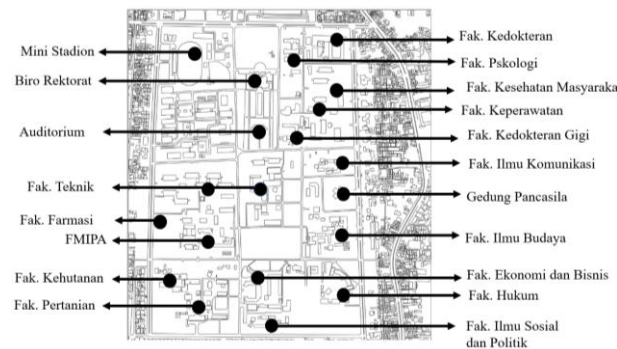 Mini Stadion
Biro Rektorat
Auditorium
Fak. Teknik
Fak. Farmasi
FMIPA
Fak. Kehutanan
Fak. Pertanian
Fak. Kedokteran
Fak. Pskologi
Fak. Kesehatan Masyaraka
Fak. Keperawatan
Fak. Kedokteran Gigi
Fak. Ilmu Komunikasi
Gedung Pancasila
Fak. Ilmu Budaya
Fak. Ekonomi dan Bisnis
Fak. Hukum
Fak. Ilmu Sosial
dan Politik